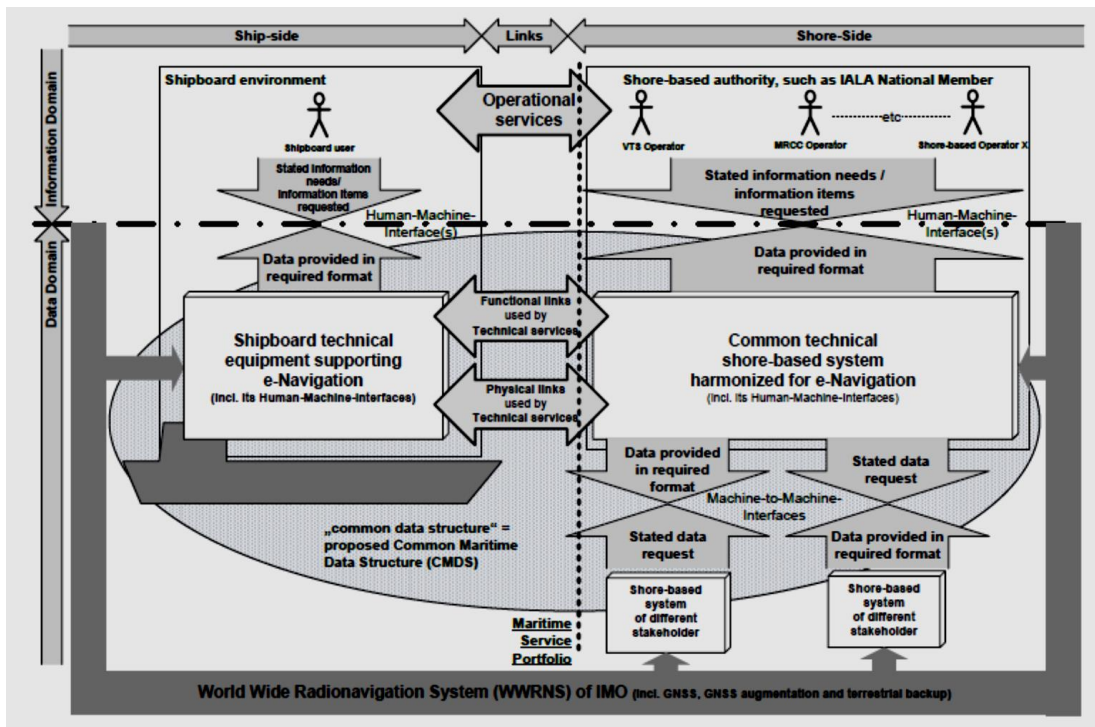 Ship-side
Links
Shore-Side
Information Domain
Data Domain
Shipboard environment
Operational
services
Shore-based authority, such as IALA National Member
Shipboard user
VTS Operator
MRCC Operator
etc
Shore-based Operator X
Stated information
needs/
information items
requested
Human-Machine-
Interface(s)
Stated information needs /
information items
requested
Human-Machine-
Interface(s)
Data provided in
required format
Data provided in
required format
Functional links
used by
Technical services
Shipboard technical
equipment supporting
e-Navigation
(incl. its Human-Machine-Interfaces)
Physical links
used by
Technical services
Common technical
shore-based system
harmonized for e-Navigation
(incl. its Human-Machine-Interfaces)
Data provided
in required
format
Stated data
request
Machine-to-Machine-
Interfaces
Stated data
request
Data provided
in required format
„common data structure“ =
proposed Common Maritime
Data Structure (CMDS)
Shore-based
system
of different
stakeholder
Shore-based
system
of different
stakeholder
Maritime
Service
Portfolio
World Wide Radionavigation System (WWRNS) of IMO (incl. GNSS, GNSS augmentation and terrestrial backup)